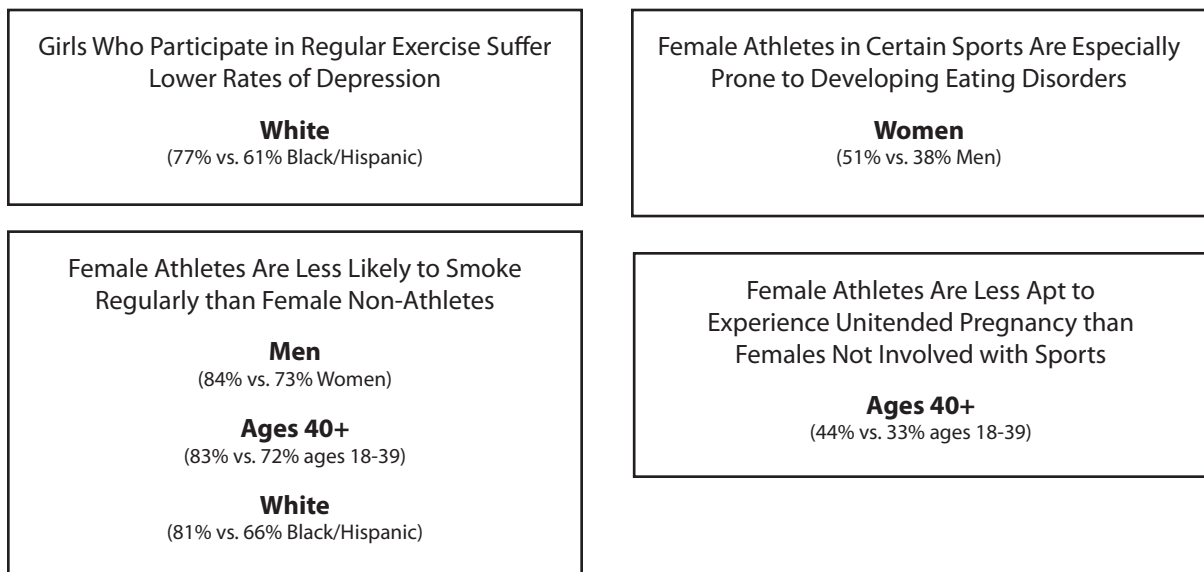 Girls Who Participate in Regular Exercise Suffer
Lower Rates of Depression
White
(77% vs. 61% Black/Hispanic)
Female Athletes in Certain Sports Are Especially
Prone to Developing Eating Disorders
Women
(51% vs. 38% Men)
Female Athletes Are Less Likely to Smoke
Regularly than Female Non-Athletes
Men
(84% vs. 73% Women)
Ages 40+
(83% vs. 72% ages 18-39)
White
(81% vs. 66% Black/Hispanic)
Female Athletes Are Less Apt to
Experience Unitended Pregnancy than
Females Not Involved with Sports
Ages 40+
(44% vs. 33% ages 18-39)